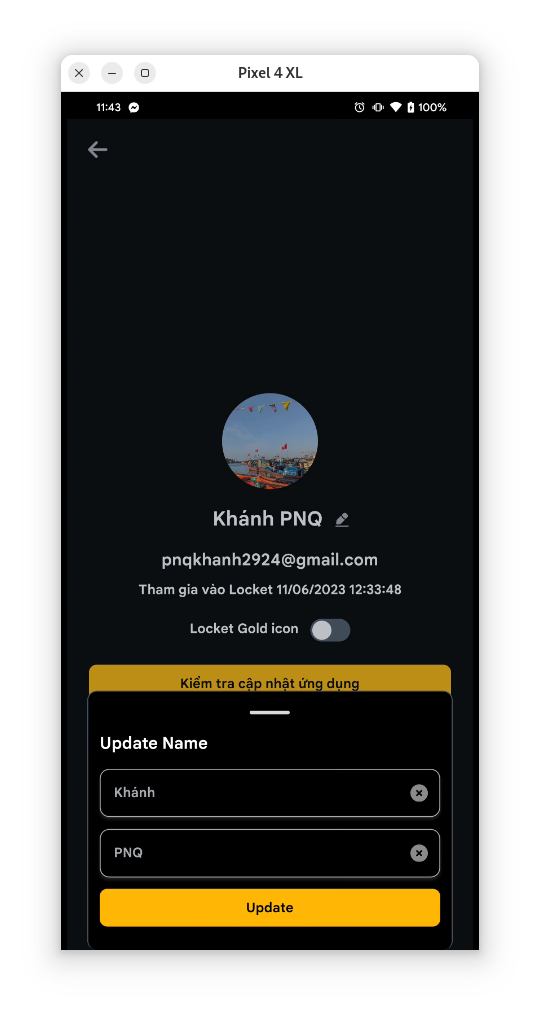 Pixel 4 XL
11:43
100%
Khánh PNQ
pnqkhanh2924@gmail.com
Tham gia vào Locket 11/06/2023 12:33:48
Locket Gold icon
Kiểm tra cập nhật ứng dụng
Update Name
Khánh
PNQ
Update